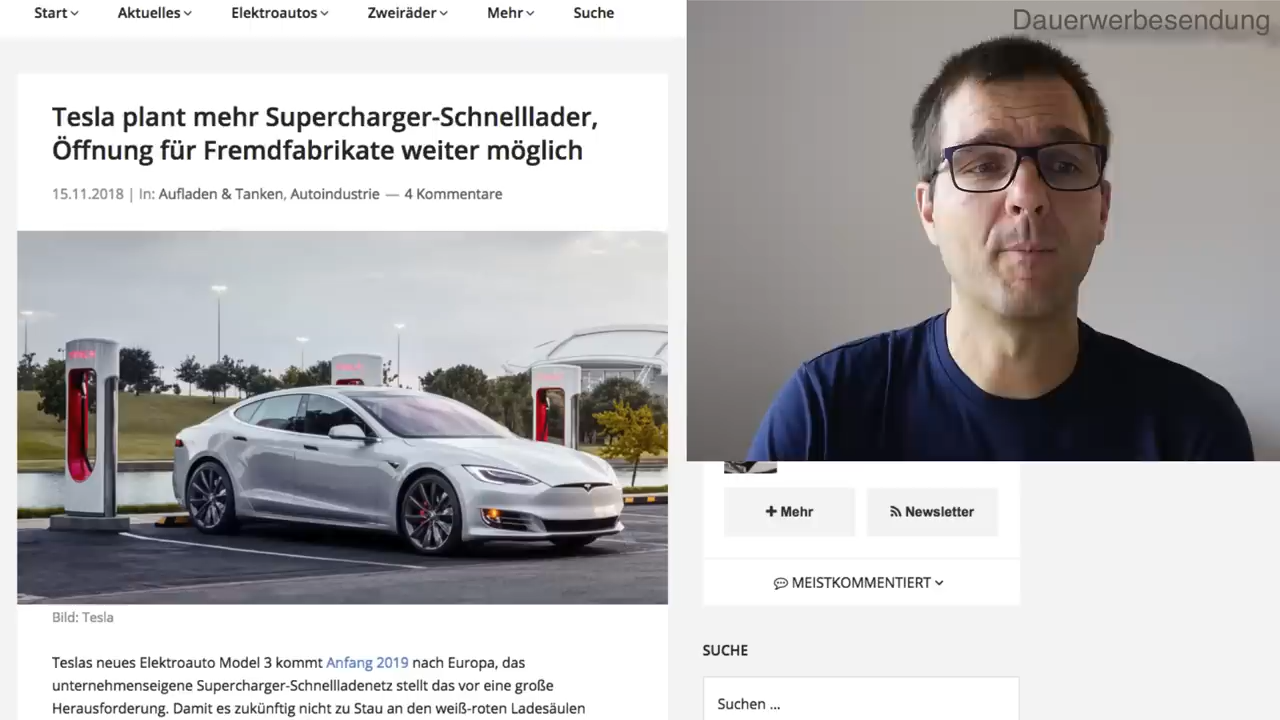 Start Aktuelles Elektroautos Zweiräder Mehr Suche
Dauerwerbesendung
Tesla plant mehr Supercharger-Schnelllader,
Öffnung für Fremdfabrikate weiter möglich
15.11.2018 | In: Aufladen & Tanken, Autoindustrie — 4 Kommentare
Bild: Tesla
Teslas neues Elektroauto Model 3 kommt Anfang 2019 nach Europa, das
unternehmenseigene Supercharger-Schnellladenetz stellt das vor eine große
Herausforderung. Damit es zukünftig nicht zu Stau an den weiß-roten Ladesäulen
+ Mehr
Newsletter
MEISTKOMMENTIERT
SUCHE
Suchen ...